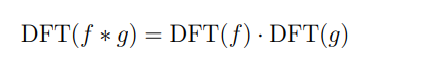 DFT(f ∗ g) = DFT(f) · DFT(g)